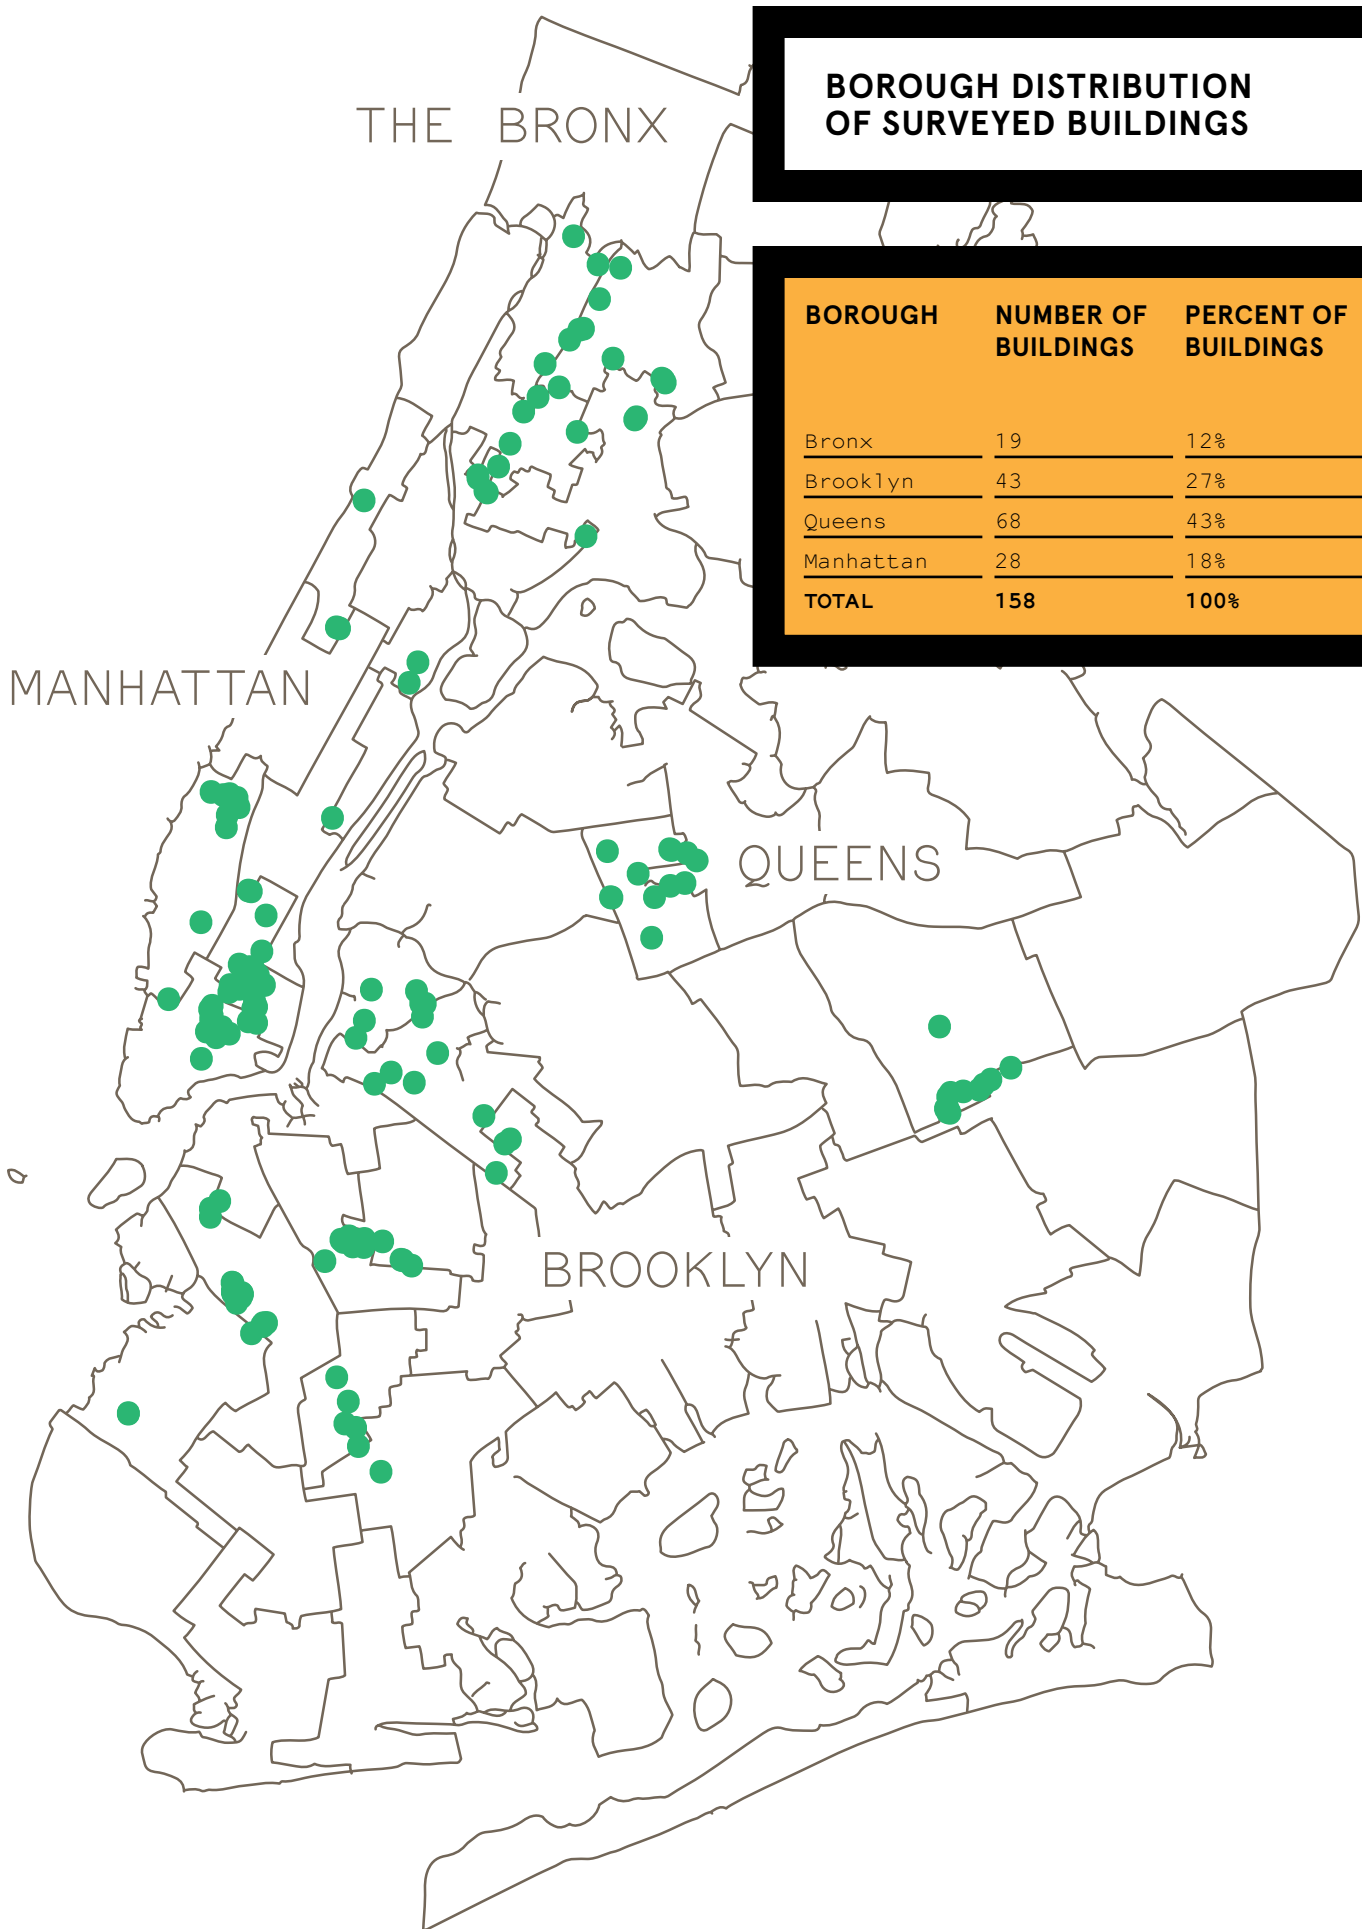 THE BRONX
BOROUGH DISTRIBUTION
OF SURVEYED BUILDINGS
BOROUGH NUMBER OF BUILDINGS PERCENT OF BUILDINGS
Bronx 19 12%
Brooklyn 43 27%
Queens 68 43%
Manhattan 28 18%
TOTAL 158 100%
MANHATTAN
QUEENS
BROOKLYN